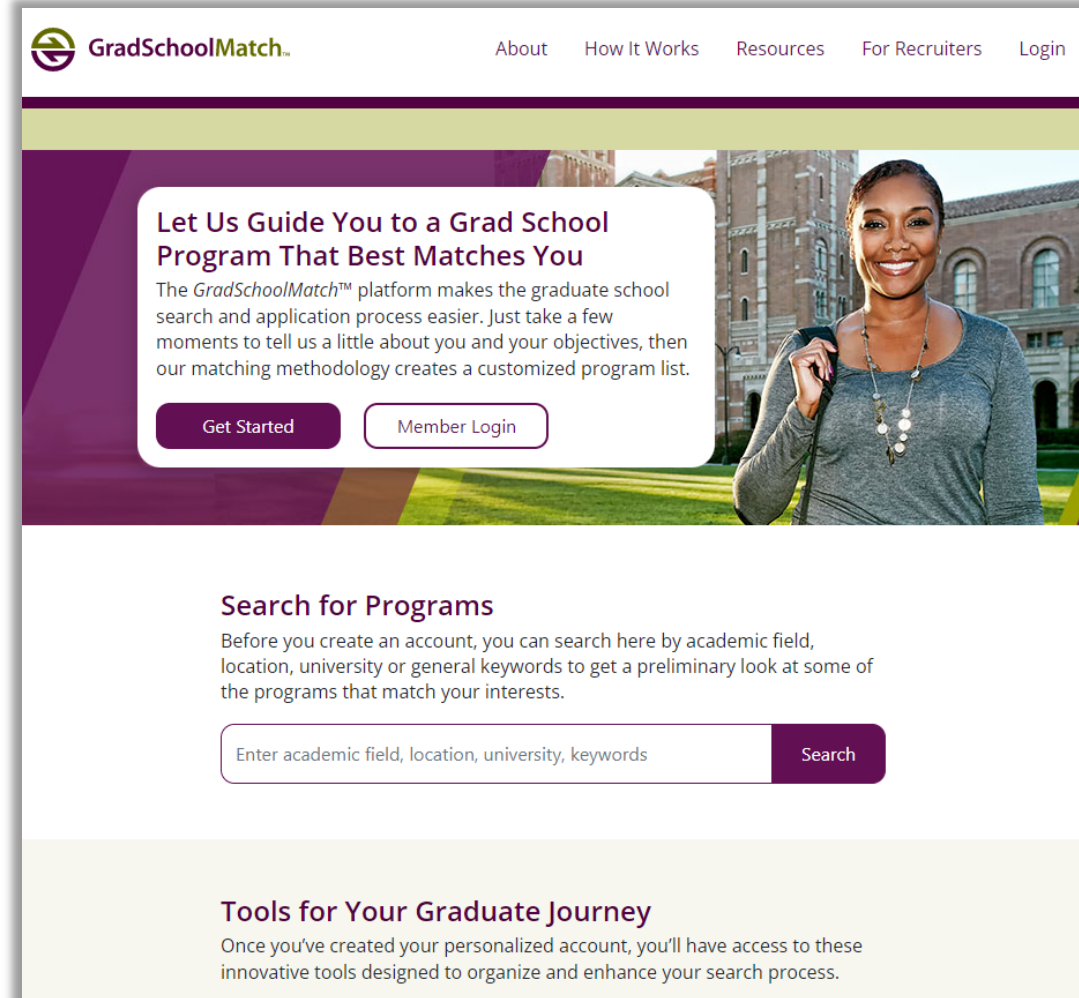 GradSchoolMatch™
About How It Works Resources For Recruiters Login
Let Us Guide You to a Grad School
Program That Best Matches You
The GradSchoolMatch™ platform makes the graduate school
search and application process easier. Just take a few
moments to tell us a little about you and your objectives, then
our matching methodology creates a customized program list.
Get Started Member Login
Search for Programs
Before you create an account, you can search here by academic field,
location, university or general keywords to get a preliminary look at some of
the programs that match your interests.
Enter academic field, location, university, keywords Search
Tools for Your Graduate Journey
Once you’ve created your personalized account, you’ll have access to these
innovative tools designed to organize and enhance your search process.